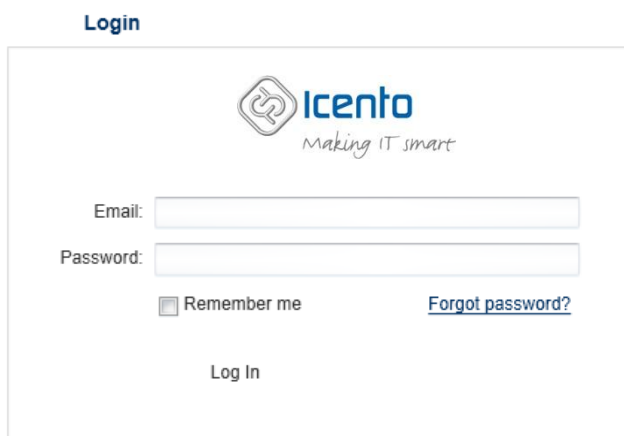 Login
Icento
Making IT smart
Email:
Password:
Remember me Forgot password?
Log In